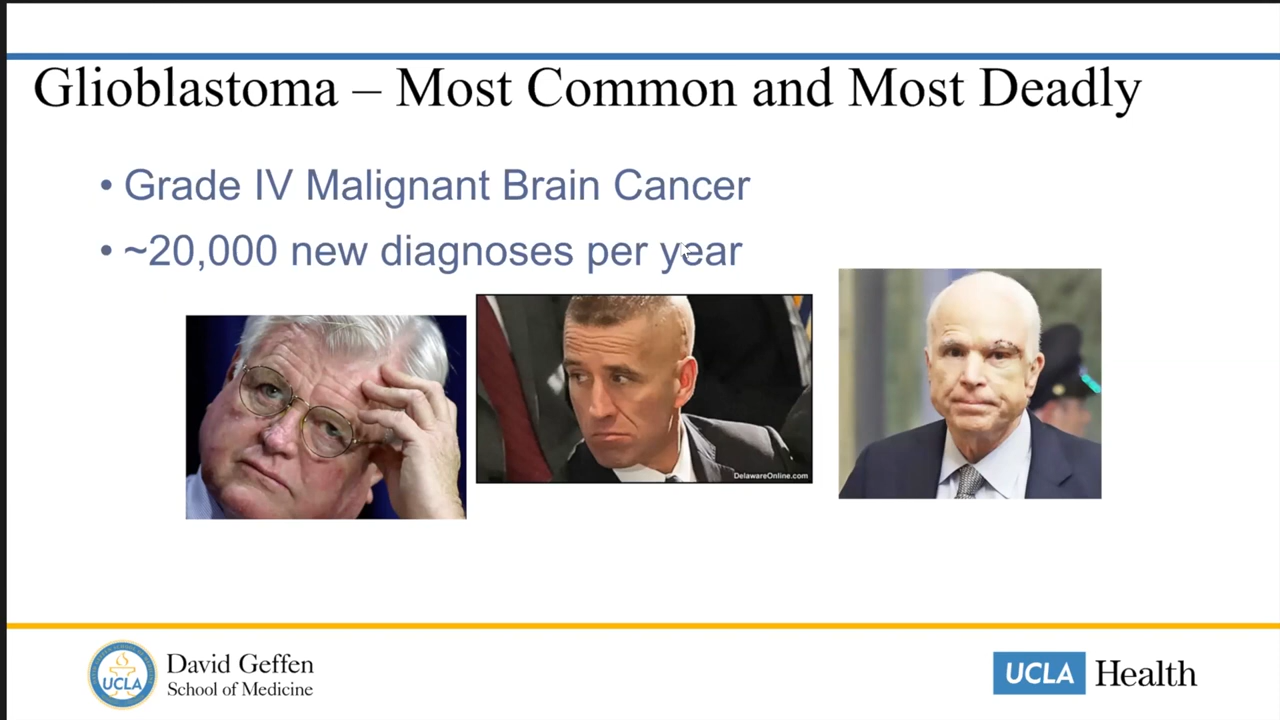 Glioblastoma – Most Common and Most Deadly
• Grade IV Malignant Brain Cancer
• ~20,000 new diagnoses per year
DelawareOnline.com
UCLA
David Geffen
School of Medicine
UCLA Health